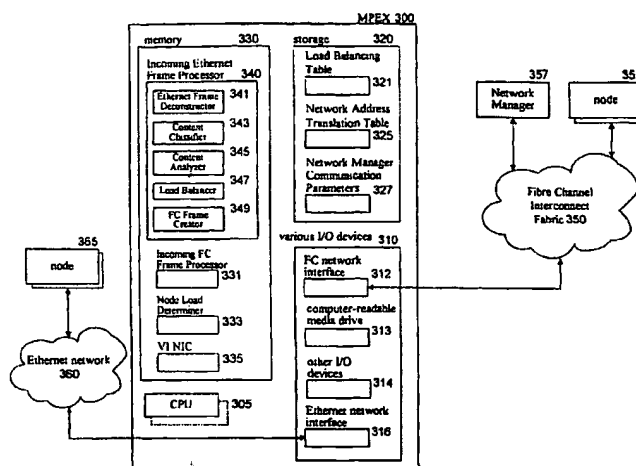 MPEX 300
memory 330
Incoming Ethernet
Frame Processor 340
Ethernet Frame
Deconstructor
341
Content
Classifier
343
Content
Analyzer
345
Load Balancer
347
FC Frame
Creator
349
Incoming FC
Frame Processor
331
Node Load
Determiner
333
VI NIC
335
CPU
305
storage 320
Load Balancing
Table
321
Network Address
Translation Table
325
Network Manager
Communication
Parameters
327
various I/O devices 310
FC network
interface
312
computer-readable
media drive
313
other I/O
devices
314
Ethernet network
interface
316
Network
Manager
357
35
node
Fibre Channel
Interconnect
Fabric 350
365
node
Ethernet network
360